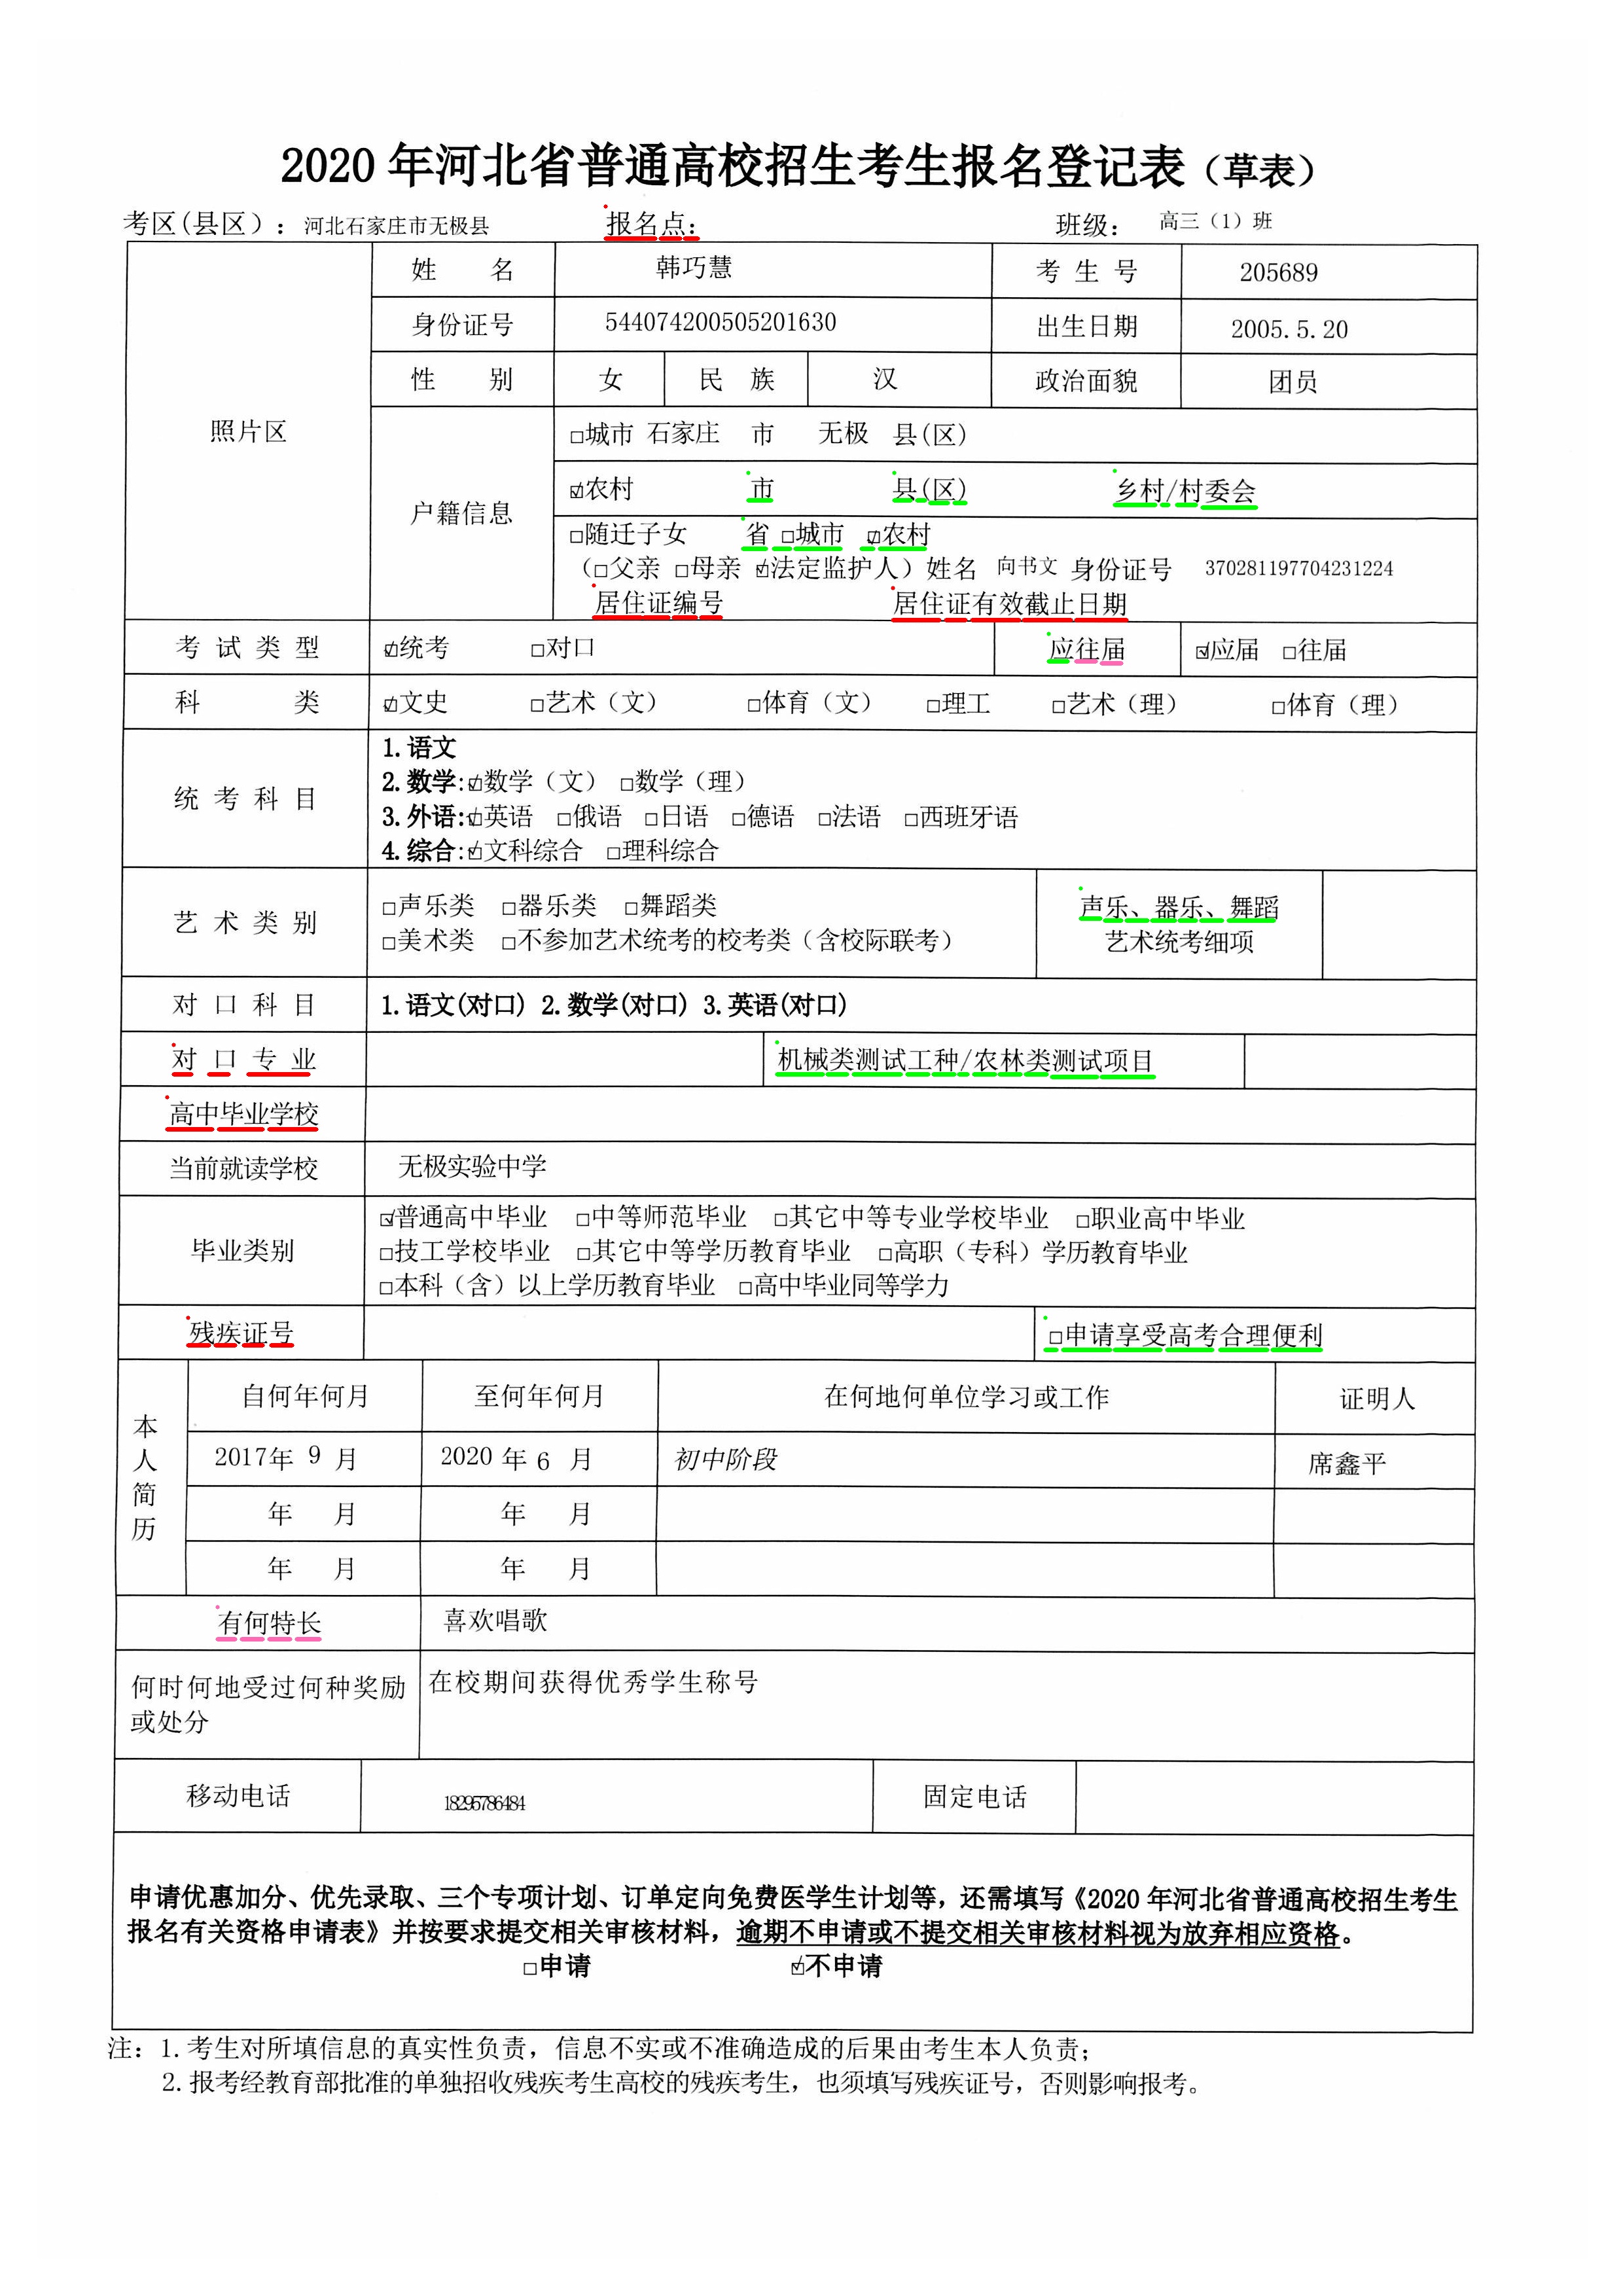 2020 年河北省普通高校招生考生报名登记表（草表）
考区(县区）：河北石家庄市无极县 报名点: 班级： 高三（1）班
照片区
姓 名 韩巧慧 考 生 号 205689
身份证号 544074200505201630 出生日期 2005.5.20
性 别 女 民 族 汉 政治面貌 团员
户籍信息
□城市 石家庄 市 无极 县(区)
☑农村 市 县(区) 乡村/村委会
□随迁子女 省 □城市 ☑农村
（□父亲 □母亲 ☑法定监护人）姓名 向书文 身份证号 370281197704231224
居住证编号 居住证有效截止日期
考 试 类 型 ☑统考 □对口 应往届 ☑应届 □往届
科 类 ☑文史 □艺术（文） □体育（文） □理工 □艺术（理） □体育（理）
统 考 科 目
1.语文
2.数学:☑数学（文） □数学（理）
3.外语:☑英语 □俄语 □日语 □德语 □法语 □西班牙语
4.综合:☑文科综合 □理科综合
艺 术 类 别
□声乐类 □器乐类 □舞蹈类
□美术类 □不参加艺术统考的校考类（含校际联考）
声乐、器乐、舞蹈
艺术统考细项
对 口 科 目 1.语文(对口) 2.数学(对口) 3.英语(对口)
对 口 专 业 机械类测试工种/农林类测试项目
高中毕业学校
当前就读学校 无极实验中学
毕业类别
☑普通高中毕业 □中等师范毕业 □其它中等专业学校毕业 □职业高中毕业
□技工学校毕业 □其它中等学历教育毕业 □高职（专科）学历教育毕业
□本科（含）以上学历教育毕业 □高中毕业同等学力
残疾证号 □申请享受高考合理便利
本人简历
自何年何月 至何年何月 在何地何单位学习或工作 证明人
2017年 9 月 2020 年 6 月 初中阶段 席鑫平
年 月 年 月
年 月 年 月
有何特长 喜欢唱歌
何时何地受过何种奖励
或处分
在校期间获得优秀学生称号
移动电话 18295786484 固定电话
申请优惠加分、优先录取、三个专项计划、订单定向免费医学生计划等，还需填写《2020 年河北省普通高校招生考生
报名有关资格申请表》并按要求提交相关审核材料，逾期不申请或不提交相关审核材料视为放弃相应资格。
□申请 ☑不申请
注：1.考生对所填信息的真实性负责，信息不实或不准确造成的后果由考生本人负责；
2.报考经教育部批准的单独招收残疾考生高校的残疾考生，也须填写残疾证号，否则影响报考。